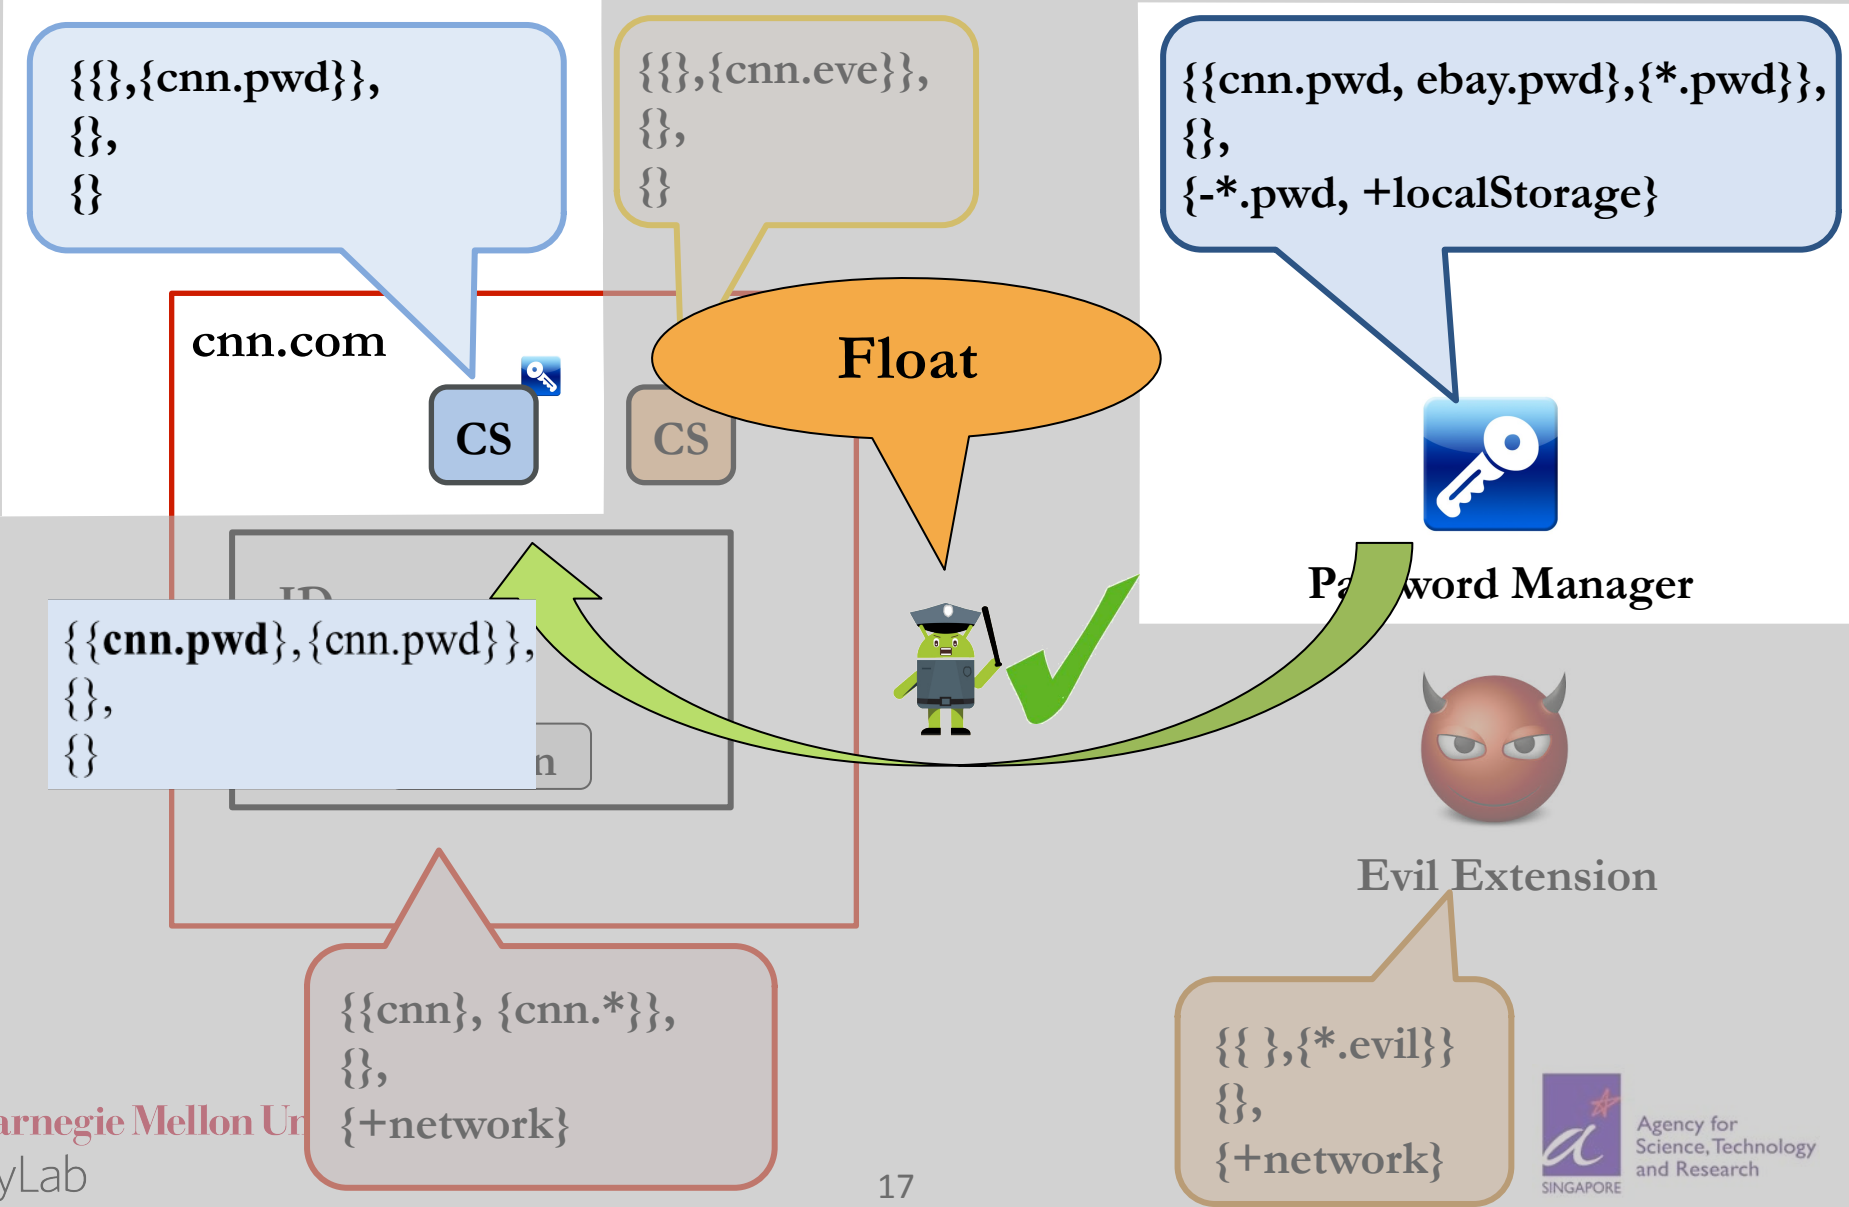 {{},{cnn.pwd}},
{},
{}
{{},{cnn.eve}},
{},
{}
{{cnn.pwd, ebay.pwd},{*.pwd}},
{},
{-*.pwd, +localStorage}
cnn.com
Float
CS
CS
Password Manager
ID
{{cnn.pwd},{cnn.pwd}},
{},
{}
n
Evil Extension
{{cnn}, {cnn.*}},
{},
{+network}
{{ },{*.evil}}
{},
{+network}
arnegie Mellon Un
yLab
17
a
SINGAPORE
Agency for
Science, Technology
and Research